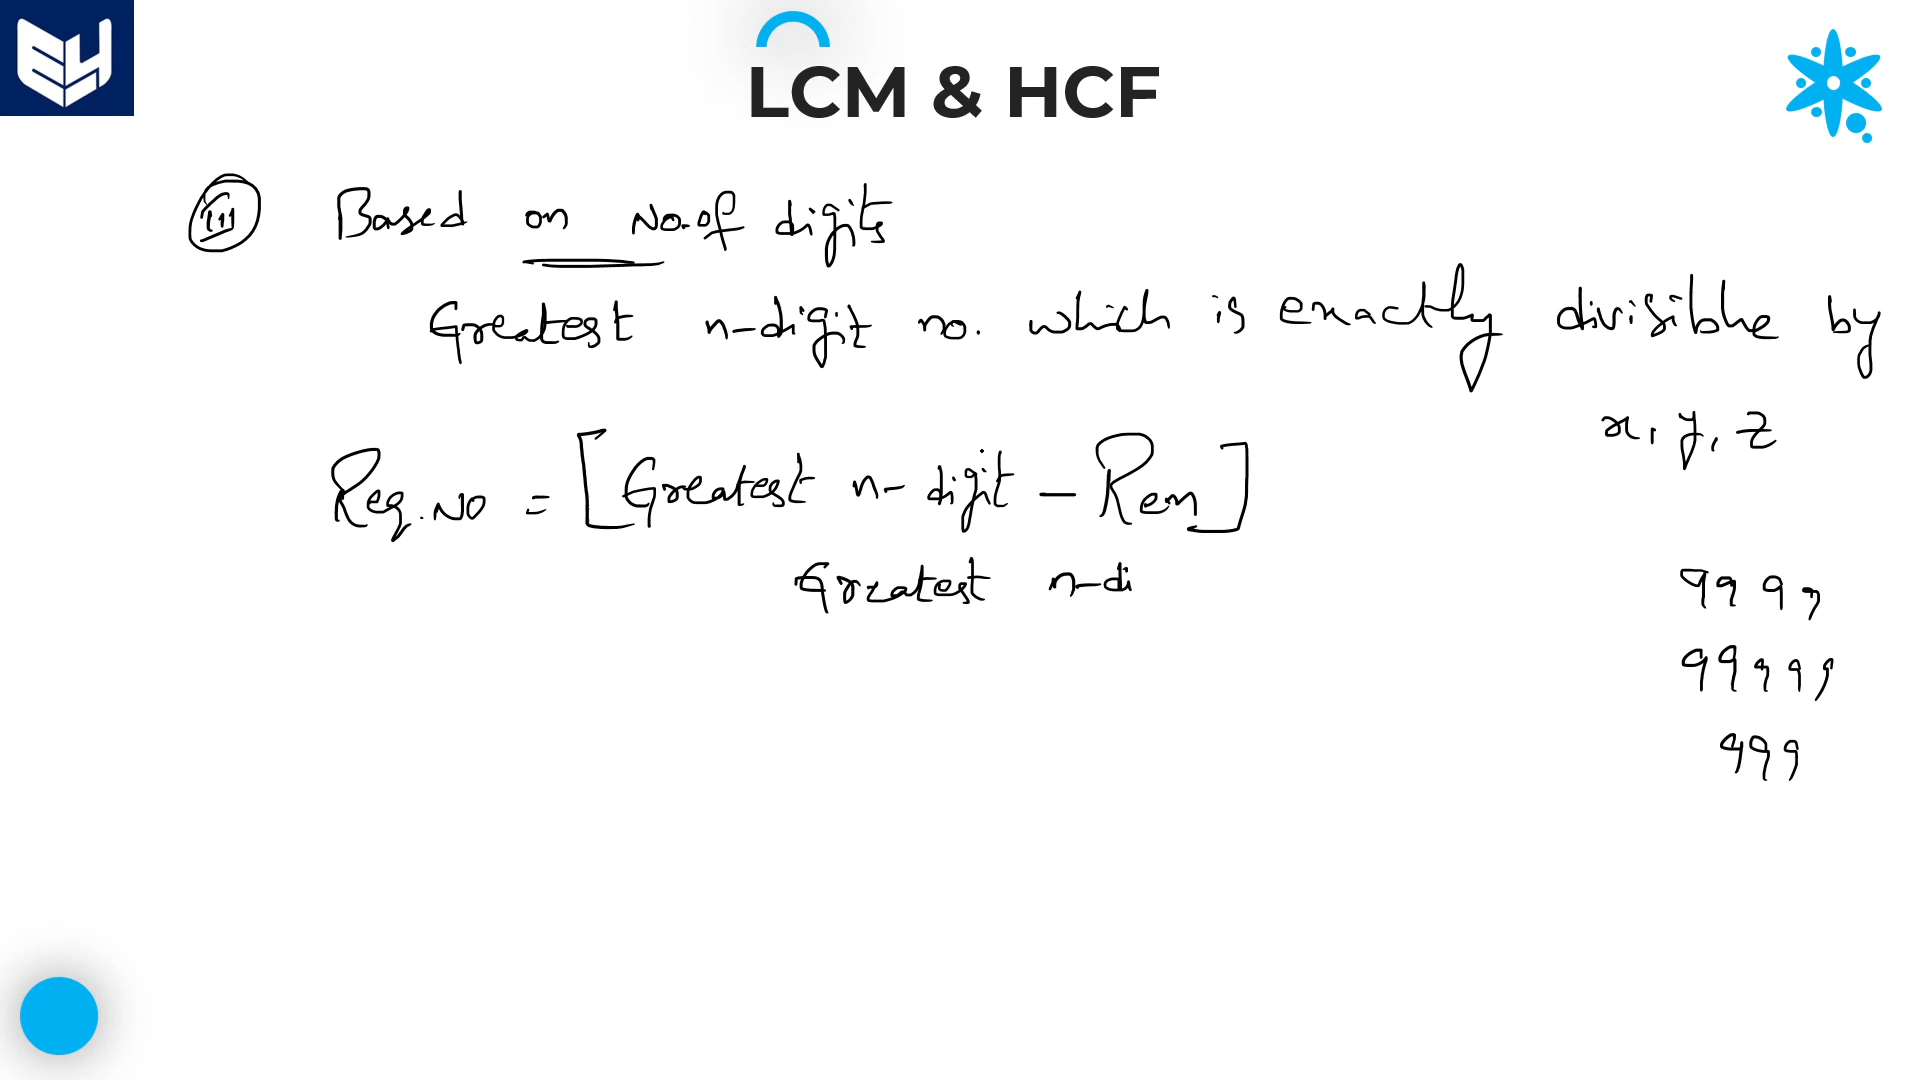 LCM & HCF
(iii) Based on No.of digits
Greatest n-digit no. which is exactly divisible by
x, y, z
Req.No = [Greatest n-digit - Rem]
Greatest n-di
9999
99999
999